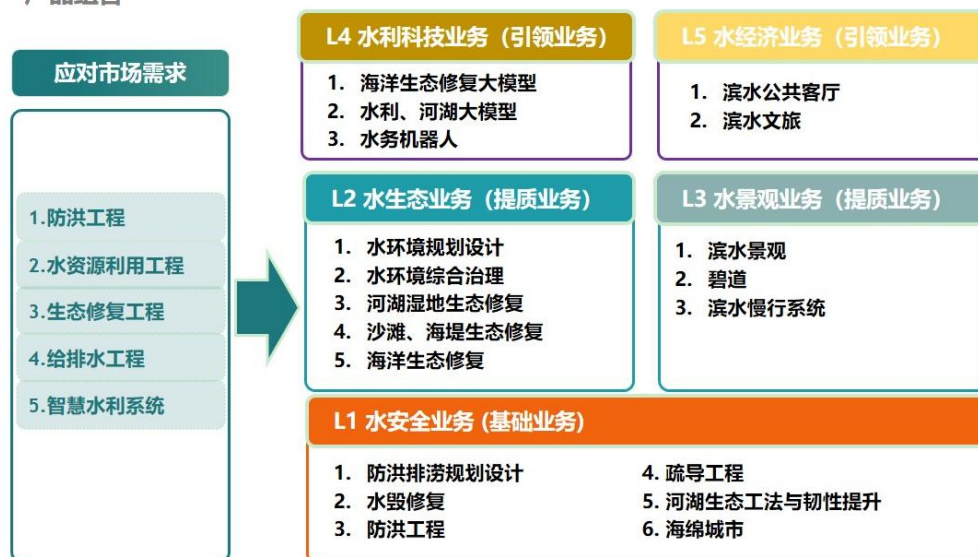 产品组合
应对市场需求
1.防洪工程
2.水资源利用工程
3.生态修复工程
4.给排水工程
5.智慧水利系统
L4 水利科技业务（引领业务）
1. 海洋生态修复大模型
2. 水利、河湖大模型
3. 水务机器人
L5 水经济业务（引领业务）
1. 滨水公共客厅
2. 滨水文旅
L2 水生态业务（提质业务）
1. 水环境规划设计
2. 水环境综合治理
3. 河湖湿地生态修复
4. 沙滩、海堤生态修复
5. 海洋生态修复
L3 水景观业务（提质业务）
1. 滨水景观
2. 碧道
3. 滨水慢行系统
L1 水安全业务 (基础业务)
1. 防洪排涝规划设计
2. 水毁修复
3. 防洪工程
4. 疏导工程
5. 河湖生态工法与韧性提升
6. 海绵城市